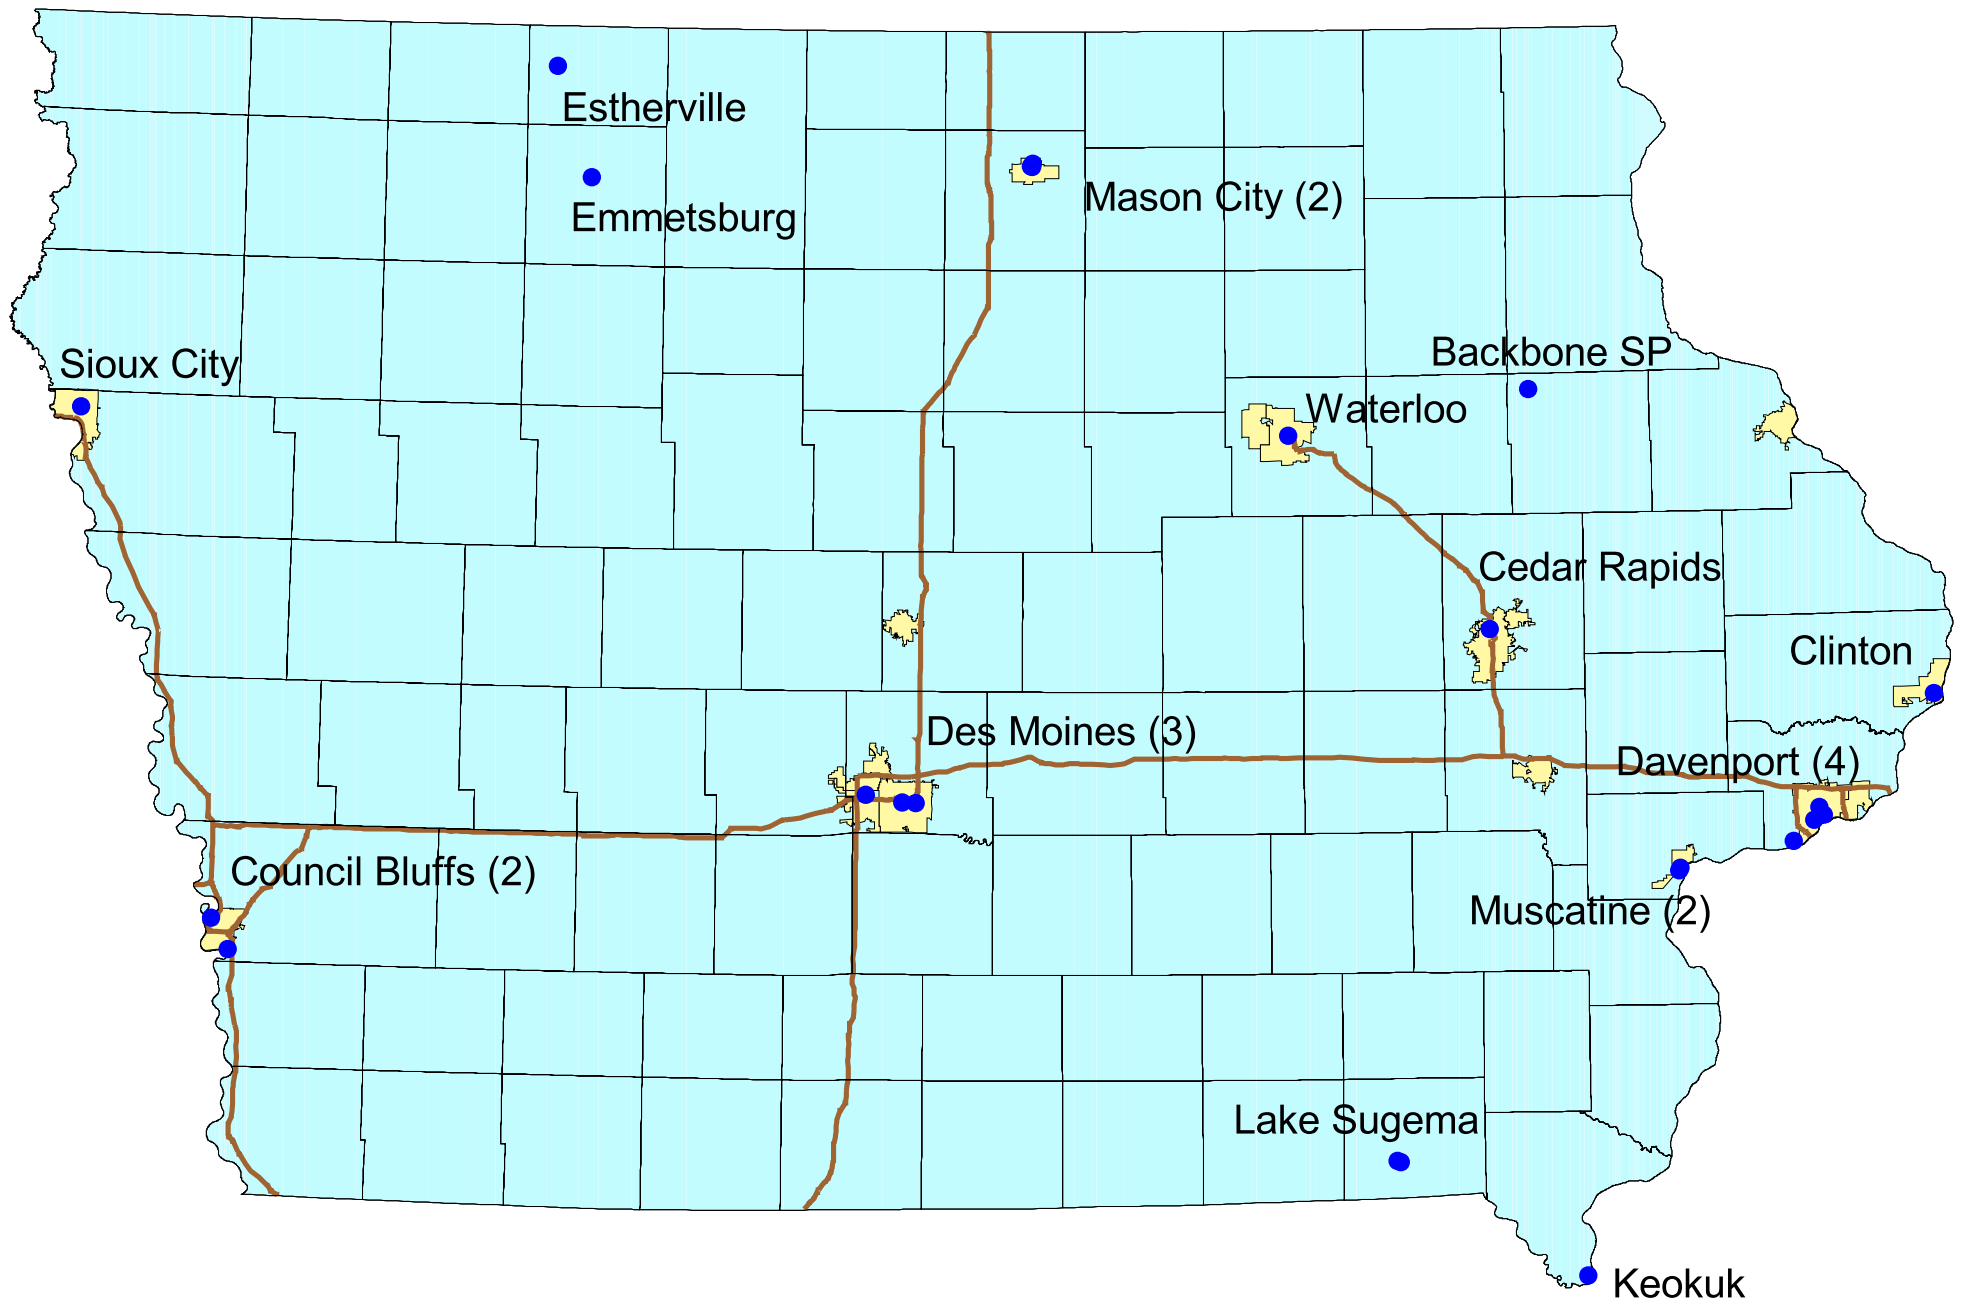 Estherville
Mason City (2)
Emmetsburg
Backbone SP
Sioux City
Waterloo
Cedar Rapids
Clinton
Des Moines (3)
Davenport (4)
Council Bluffs (2)
Muscatine (2)
Lake Sugema
Keokuk